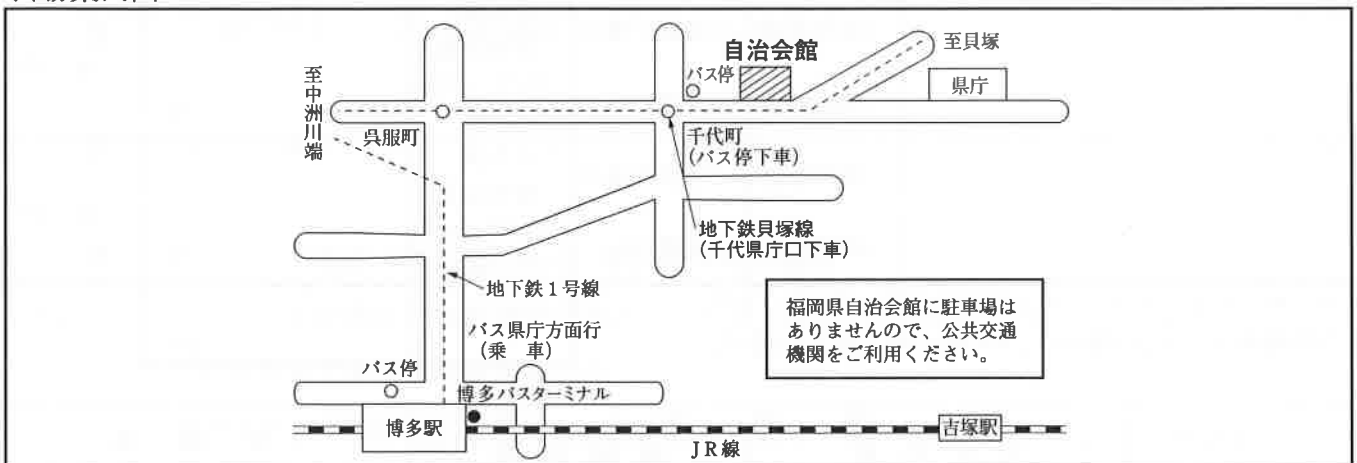 自治会館
至貝塚
バス停
県庁
至中洲川端
呉服町
千代町
(バス停下車)
地下鉄貝塚線
(千代県庁口下車)
地下鉄1号線
福岡県自治会館に駐車場は
ありませんので、公共交通
機関をご利用ください。
バス県庁方面行
(乗 車)
バス停
博多バスターミナル
博多駅
吉塚駅
JR線